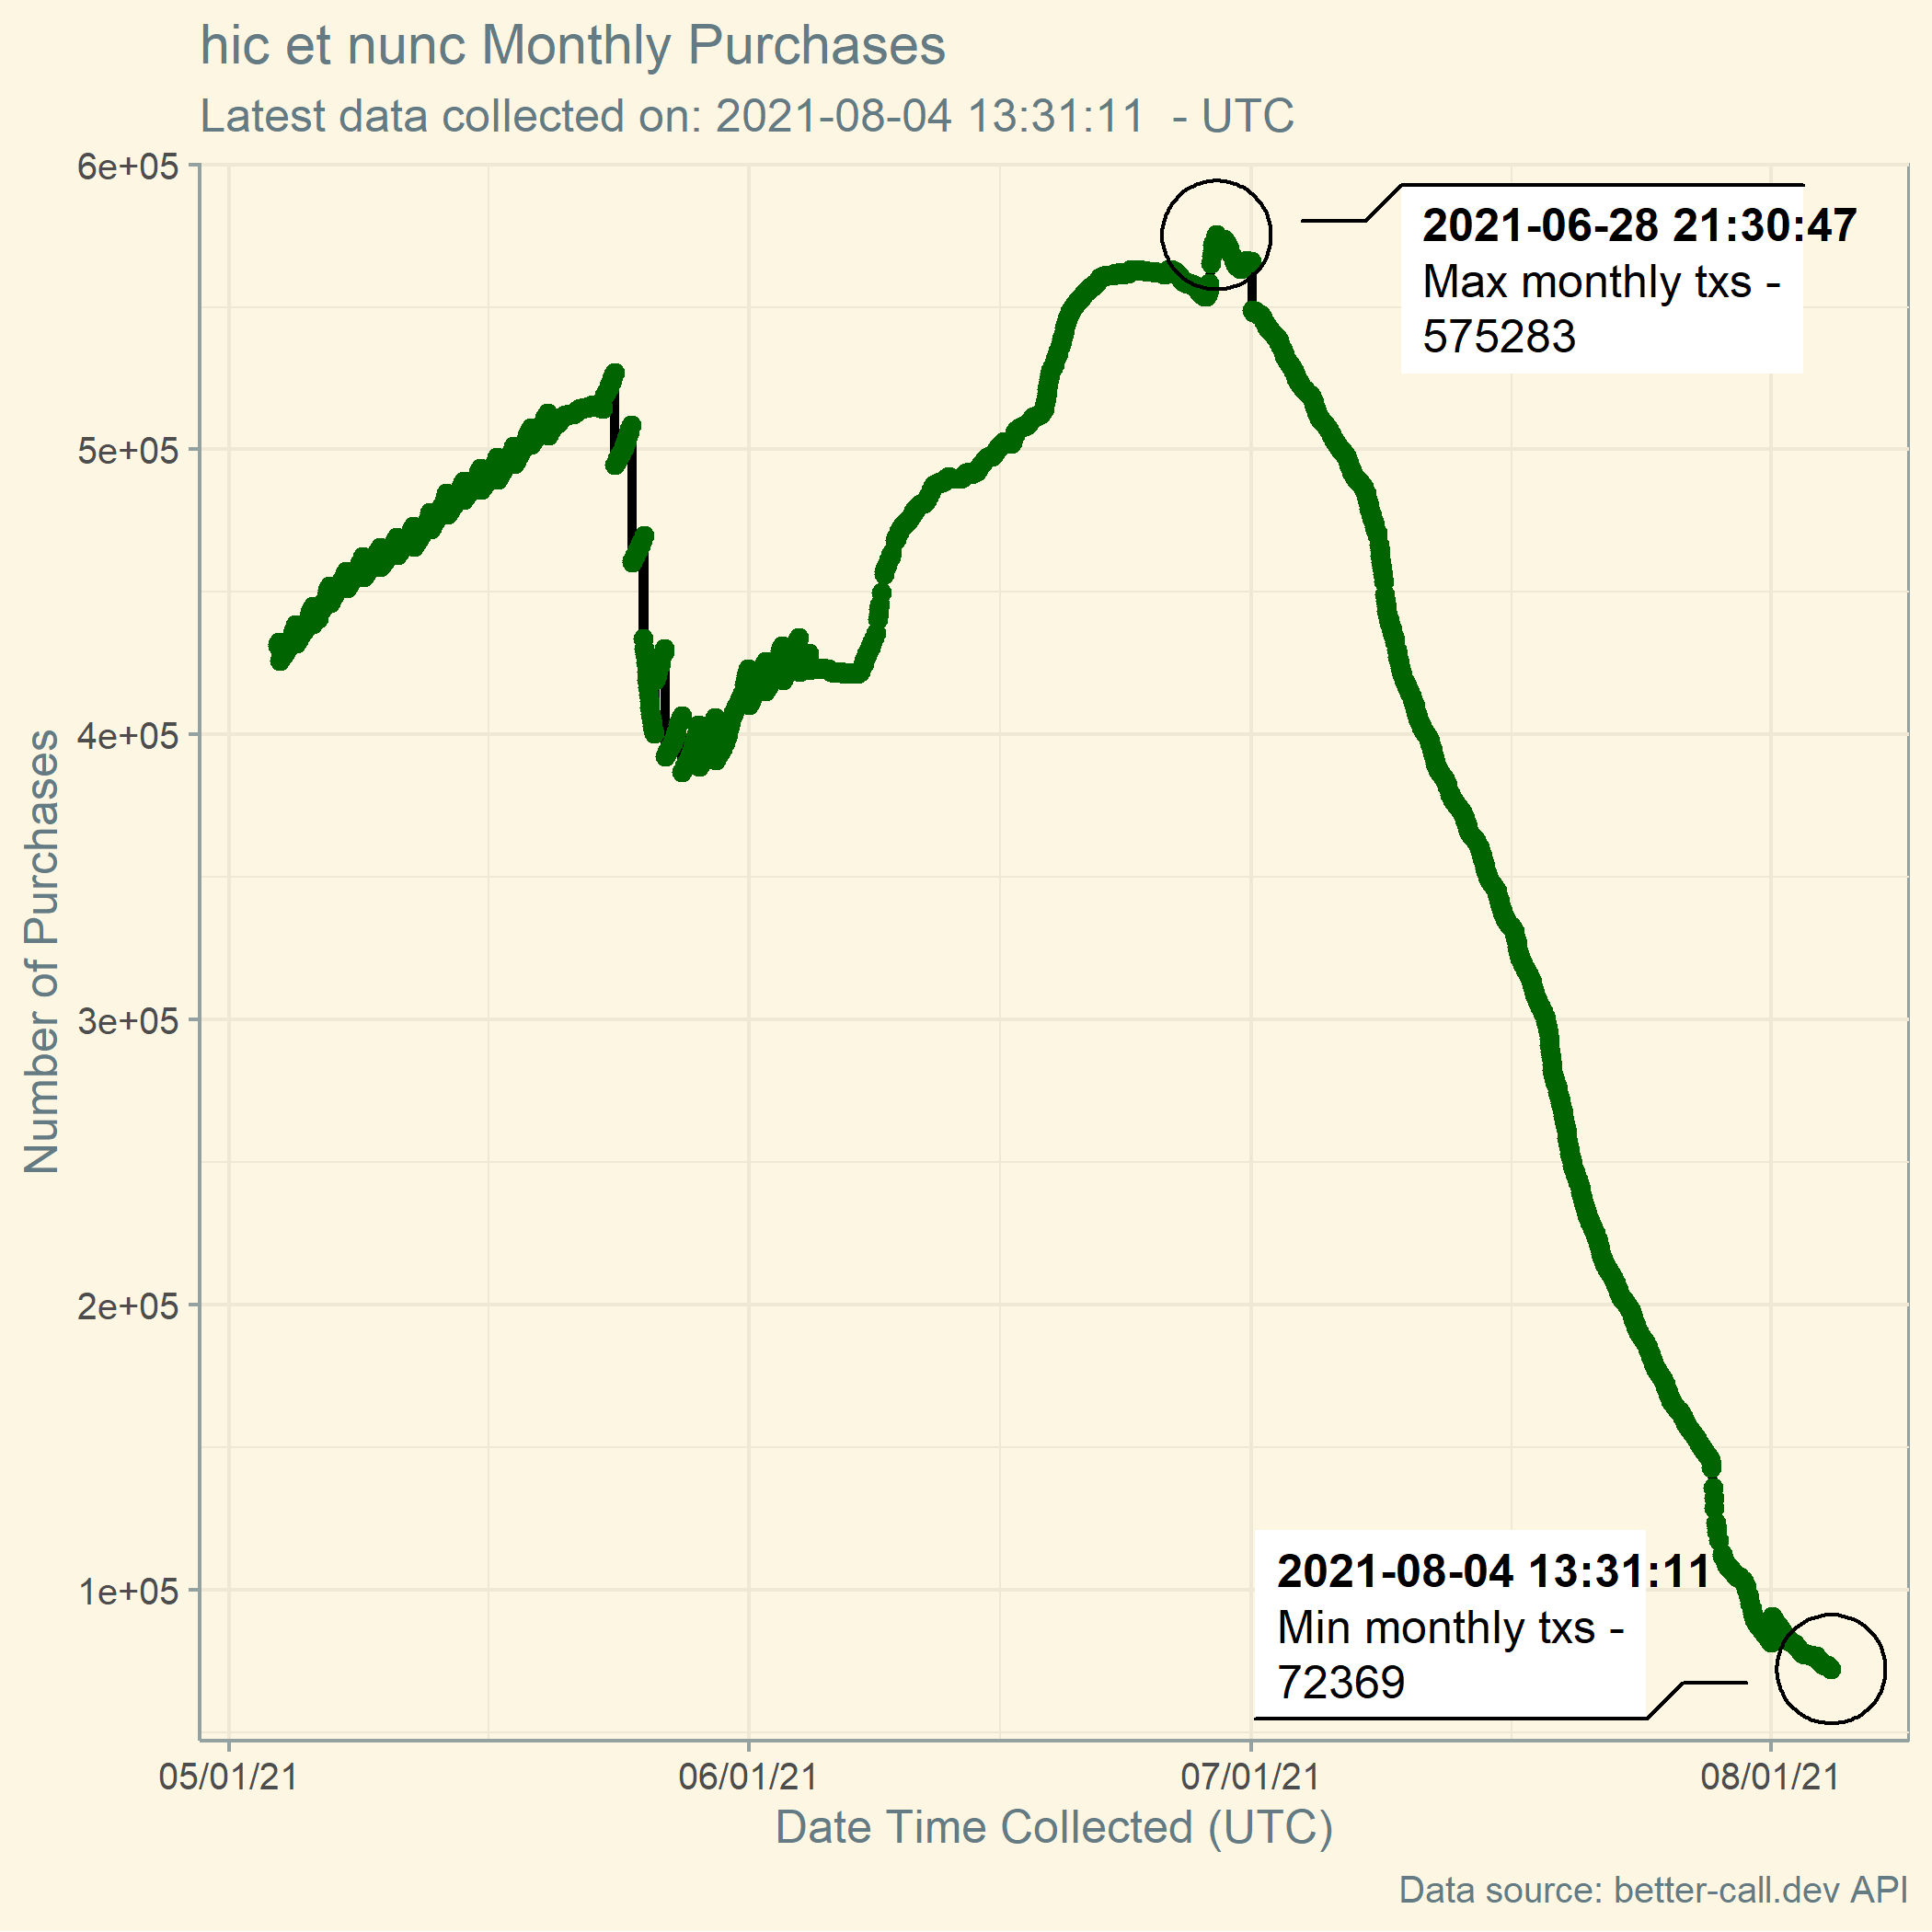 hic et nunc Monthly Purchases
Latest data collected on: 2021-08-04 13:31:11  - UTC
6e+05
5e+05
4e+05
3e+05
2e+05
1e+05
Number of Purchases
2021-06-28 21:30:47
Max monthly txs -
575283
2021-08-04 13:31:11
Min monthly txs -
72369
05/01/21
06/01/21
07/01/21
08/01/21
Date Time Collected (UTC)
Data source: better-call.dev API